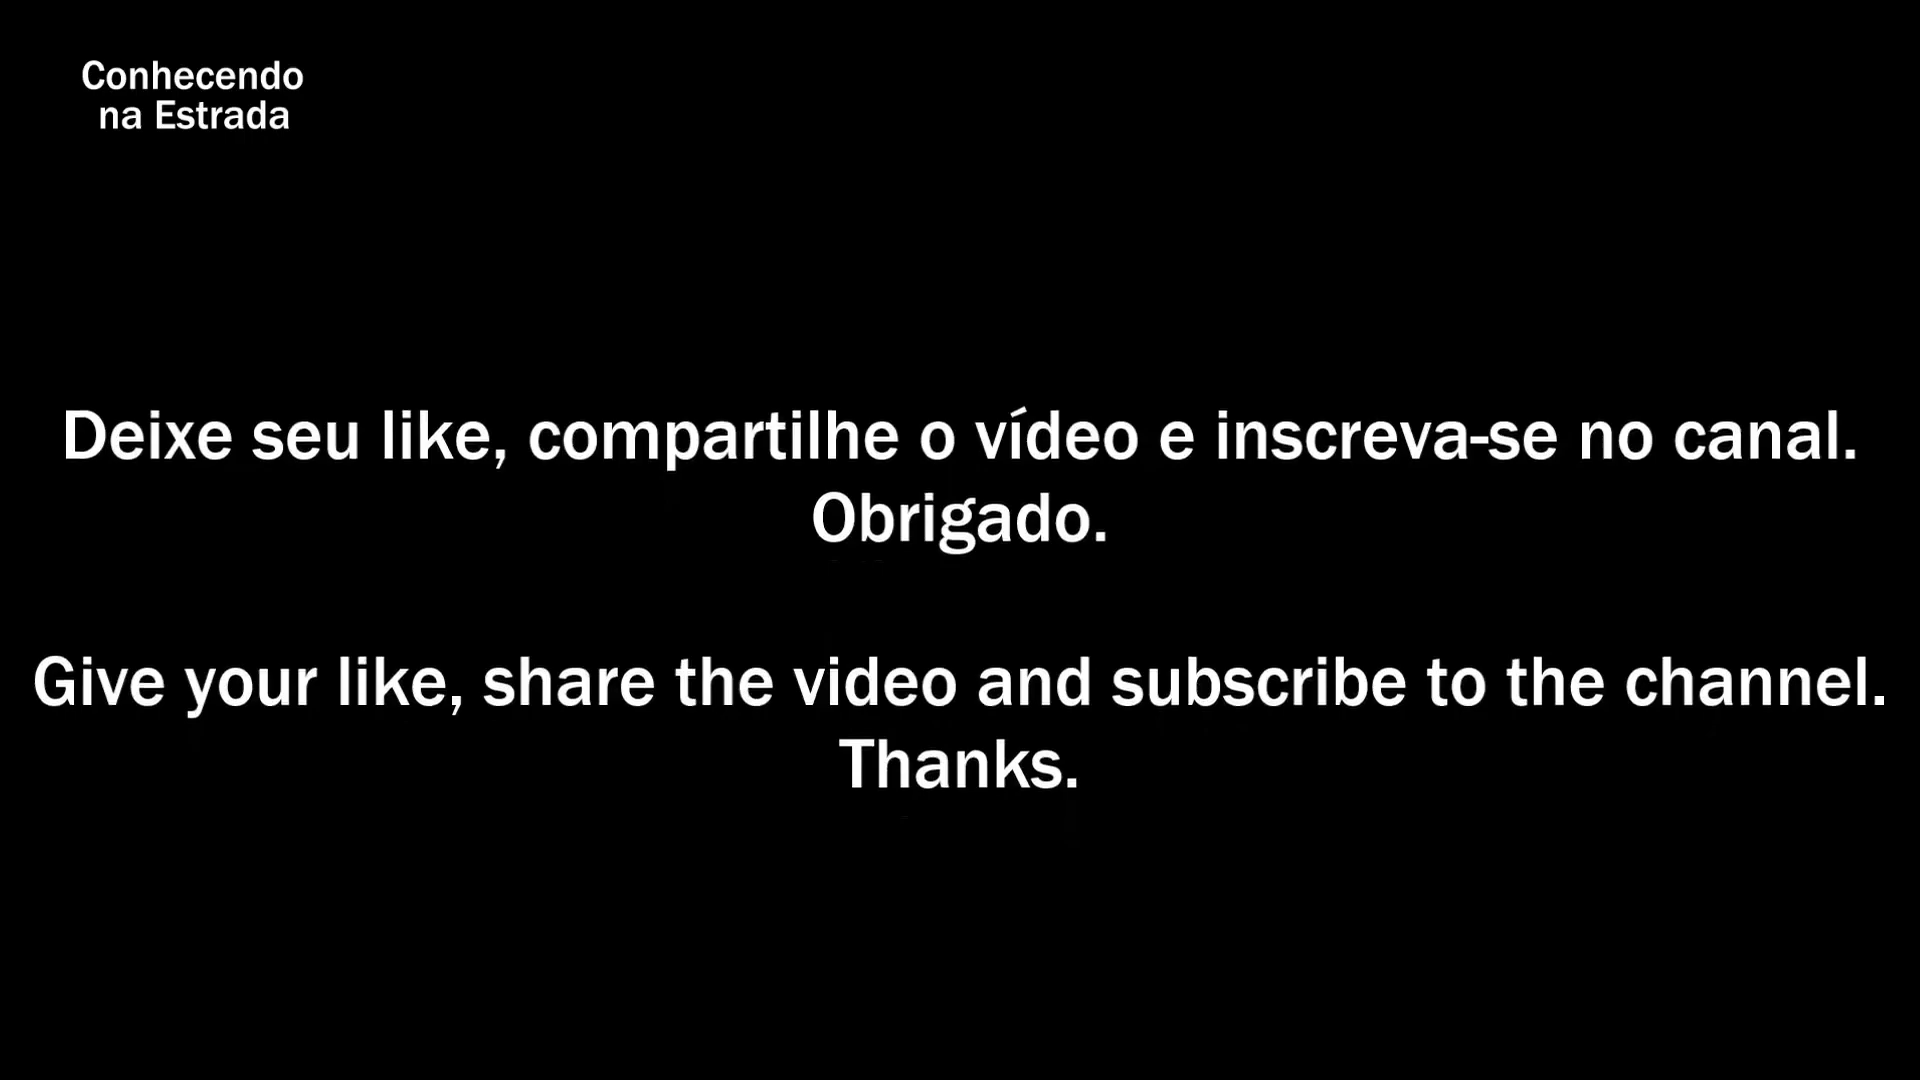 Conhecendo
na Estrada
Deixe seu like, compartilhe o vídeo e inscreva-se no canal.
Obrigado.
Give your like, share the video and subscribe to the channel.
Thanks.